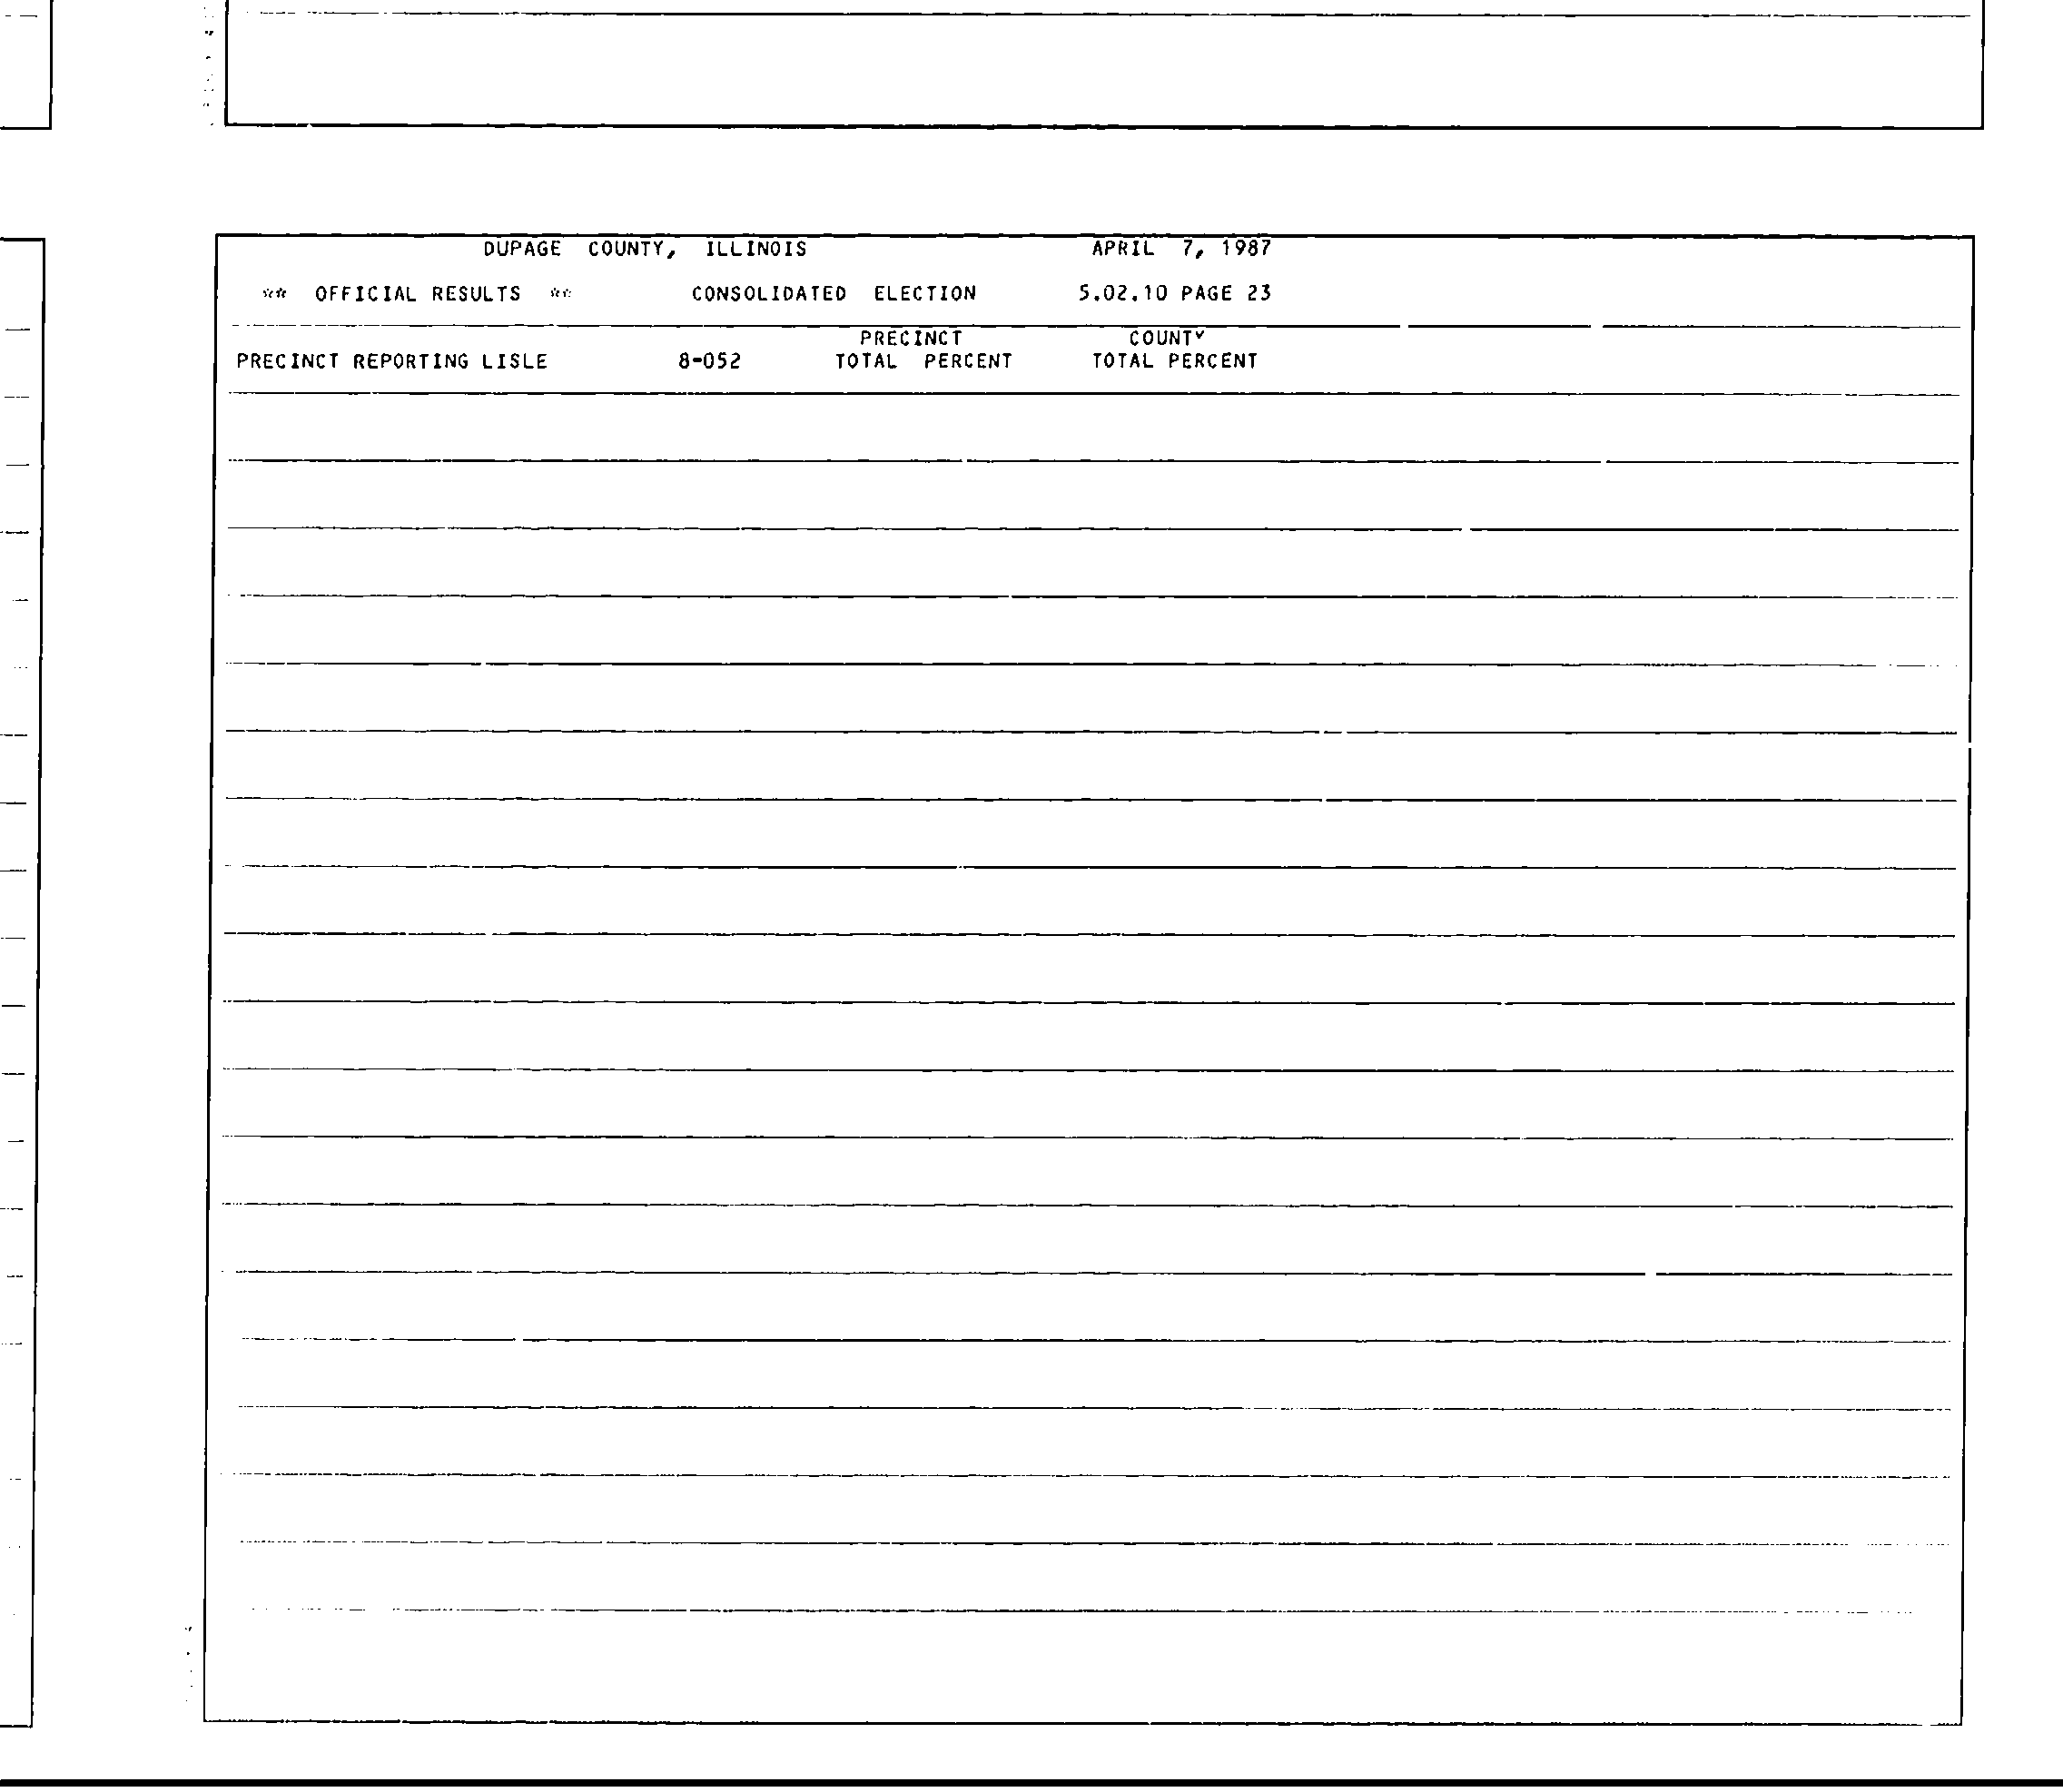 DUPAGE COUNTY, ILLINOIS APRIL 7, 1987
** OFFICIAL RESULTS ** CONSOLIDATED ELECTION 5.02.10 PAGE 23
PRECINCT COUNTY
PRECINCT REPORTING LISLE 8-052 TOTAL PERCENT TOTAL PERCENT